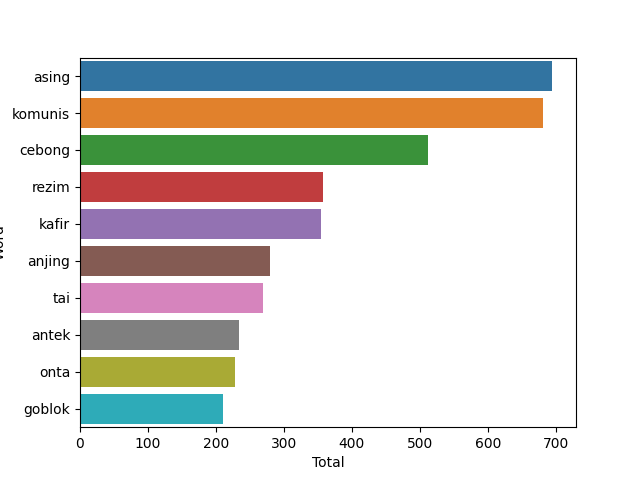 asing
komunis
cebong
rezim
kafir
anjing
tai
antek
onta
goblok
0 100 200 300 400 500 600 700
Total